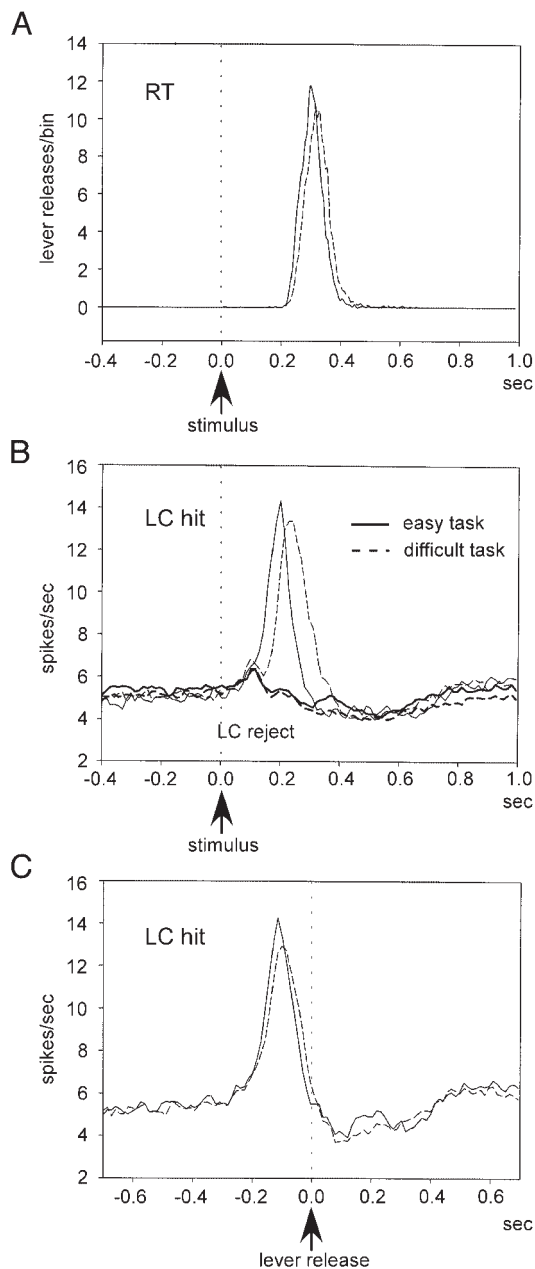 A
14
12
10
8
6
4
2
0
lever releases/bin
RT
-0.4 -0.2 0.0 0.2 0.4 0.6 0.8 1.0
sec
stimulus
B
16
14
12
10
8
6
4
2
spikes/sec
LC hit
easy task
difficult task
LC reject
-0.4 -0.2 0.0 0.2 0.4 0.6 0.8 1.0
sec
stimulus
C
16
14
12
10
8
6
4
2
spikes/sec
LC hit
-0.6 -0.4 -0.2 0.0 0.2 0.4 0.6
sec
lever release